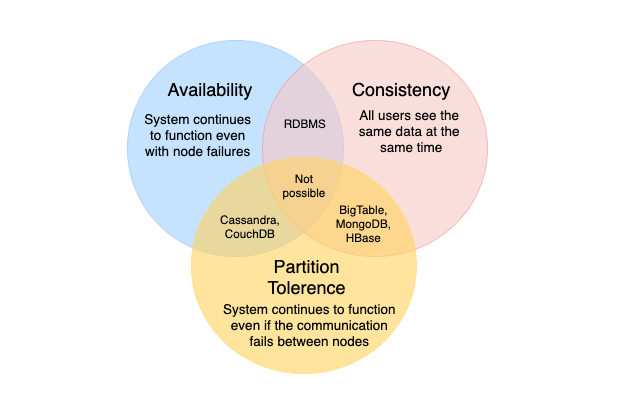 Availability
System continues
to function even
with node failures
Consistency
All users see the
same data at the
same time
RDBMS
Not
possible
Cassandra,
CouchDB
BigTable,
MongoDB,
HBase
Partition
Tolerence
System continues to function
even if the communication
fails between nodes